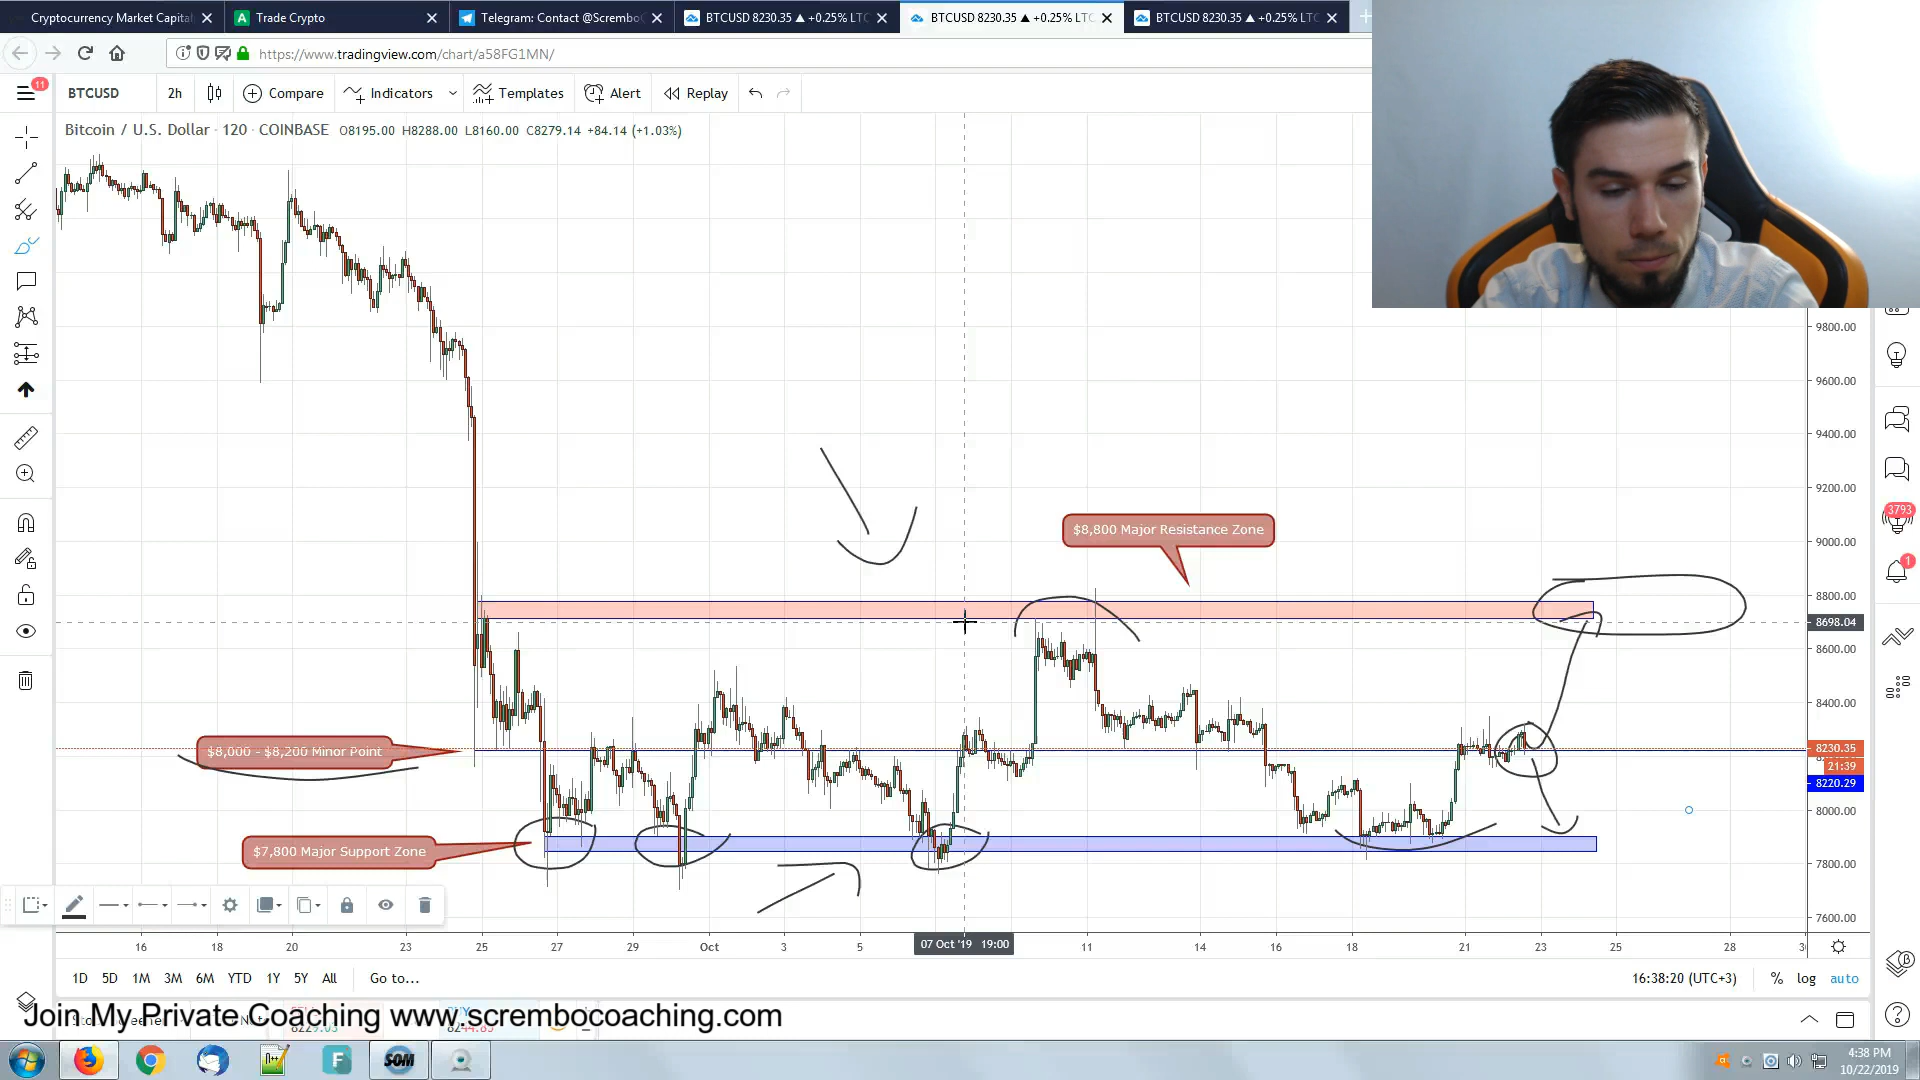 Cryptocurrency Market Capital
Trade Crypto
Telegram: Contact @Scrembo
BTCUSD 8230.35 ▲ +0.25% LTC
BTCUSD 8230.35 ▲ +0.25% LTC
BTCUSD 8230.35 ▲ +0.25% LTC
https://www.tradingview.com/chart/a58FG1MN/
11
BTCUSD
2h
Compare
Indicators
Templates
Alert
Replay
Bitcoin / U.S. Dollar · 120 · COINBASE O8195.00 H8288.00 L8160.00 C8279.14 +84.14 (+1.03%)
9800.00
9600.00
9400.00
9200.00
9000.00
8800.00
8698.04
8600.00
8400.00
8230.35
21:39
8220.29
8000.00
7800.00
7600.00
3793
1
$8,800 Major Resistance Zone
$8,000 - $8,200 Minor Point
$7,800 Major Support Zone
16
18
20
23
25
27
29
Oct
3
5
07 Oct '19 19:00
11
14
16
18
21
23
25
28
1D
5D
1M
3M
6M
YTD
1Y
5Y
All
Go to...
16:38:20 (UTC+3)
%
log
auto
Join My Private Coaching www.scrembocoaching.com
SOM
4:38 PM
10/22/2019